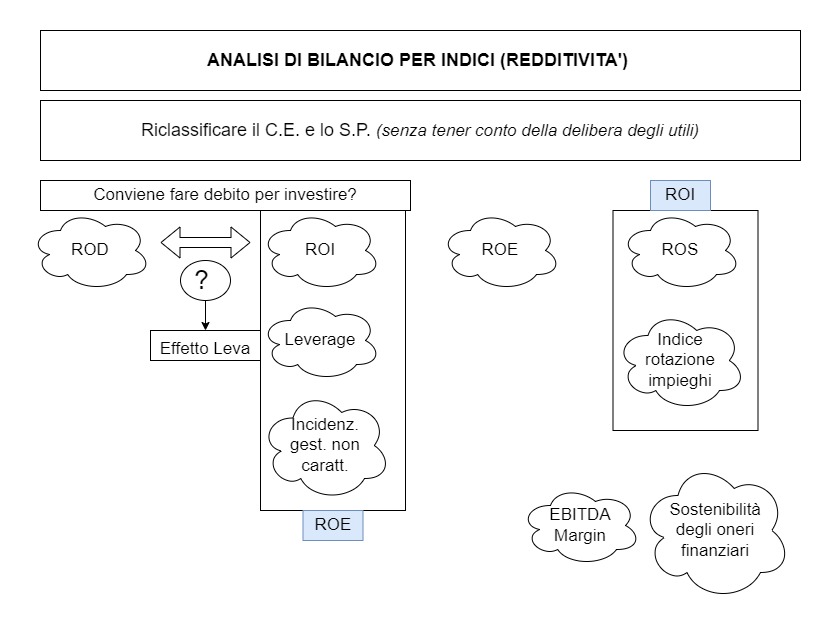 ANALISI DI BILANCIO PER INDICI (REDDITIVITA')
Riclassificare il C.E. e lo S.P. (senza tener conto della delibera degli utili)
Conviene fare debito per investire?
ROI
ROD
ROI
ROE
ROS
?
Effetto Leva
Leverage
Indice
rotazione
impieghi
Incidenz.
gest. non
caratt.
ROE
EBITDA
Margin
Sostenibilità
degli oneri
finanziari